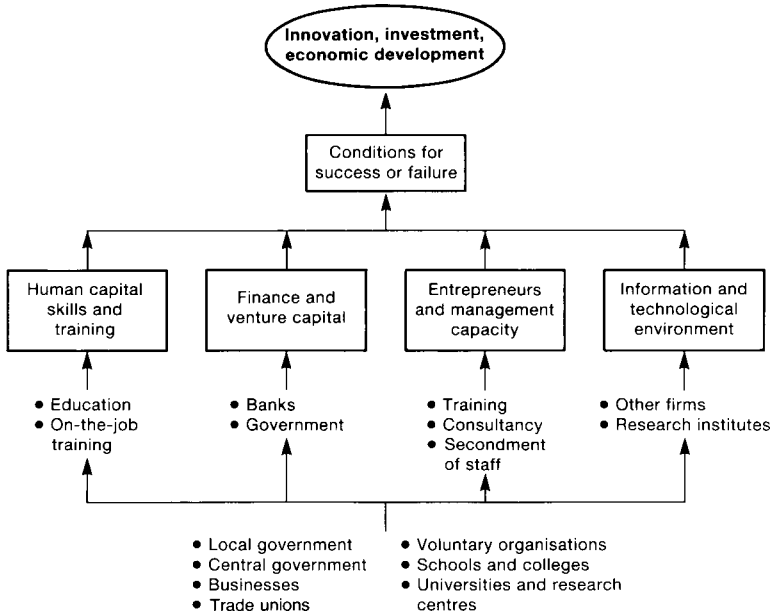 Innovation, investment,
economic development
Conditions for
success or failure
Human capital
skills and
training
Finance and
venture capital
Entrepreneurs
and management
capacity
Information and
technological
environment
• Education
• On-the-job
training
• Banks
• Government
• Training
• Consultancy
• Secondment
of staff
• Other firms
• Research institutes
• Local government
• Central government
• Businesses
• Trade unions
• Voluntary organisations
• Schools and colleges
• Universities and research
centres